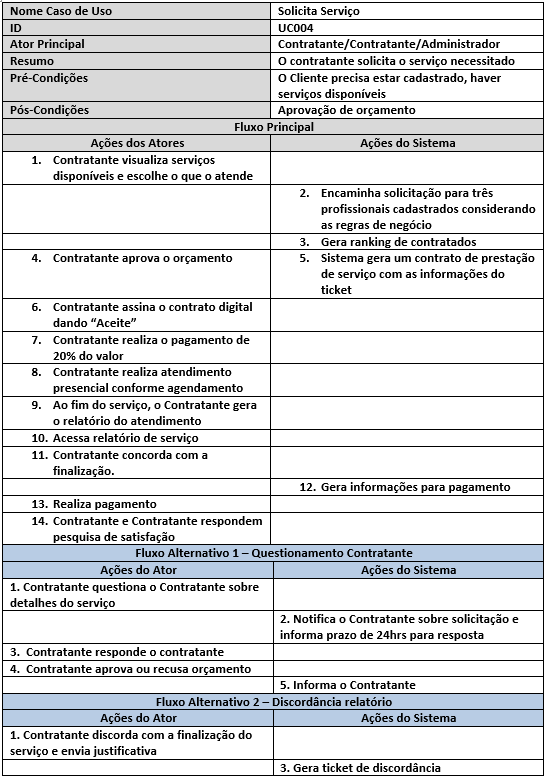 Nome Caso de Uso Solicita Serviço
ID UC004
Ator Principal Contratante/Contratante/Administrador
Resumo O contratante solicita o serviço necessitado
Pré-Condições O Cliente precisa estar cadastrado, haver
serviços disponíveis
Pós-Condições Aprovação de orçamento
Fluxo Principal
Ações dos Atores Ações do Sistema
1. Contratante visualiza serviços
disponíveis e escolhe o que o atende
2. Encaminha solicitação para três
profissionais cadastrados considerando
as regras de negócio
3. Gera ranking de contratados
4. Contratante aprova o orçamento
5. Sistema gera um contrato de prestação
de serviço com as informações do
ticket
6. Contratante assina o contrato digital
dando “Aceite”
7. Contratante realiza o pagamento de
20% do valor
8. Contratante realiza atendimento
presencial conforme agendamento
9. Ao fim do serviço, o Contratante gera
o relatório do atendimento
10. Acessa relatório de serviço
11. Contratante concorda com a
finalização.
12. Gera informações para pagamento
13. Realiza pagamento
14. Contratante e Contratante respondem
pesquisa de satisfação
Fluxo Alternativo 1 – Questionamento Contratante
Ações do Ator Ações do Sistema
1. Contratante questiona o Contratante sobre
detalhes do serviço
2. Notifica o Contratante sobre solicitação e
informa prazo de 24hrs para resposta
3. Contratante responde o contratante
4. Contratante aprova ou recusa orçamento
5. Informa o Contratante
Fluxo Alternativo 2 – Discordância relatório
Ações do Ator Ações do Sistema
1. Contratante discorda com a finalização do
serviço e envia justificativa
3. Gera ticket de discordância